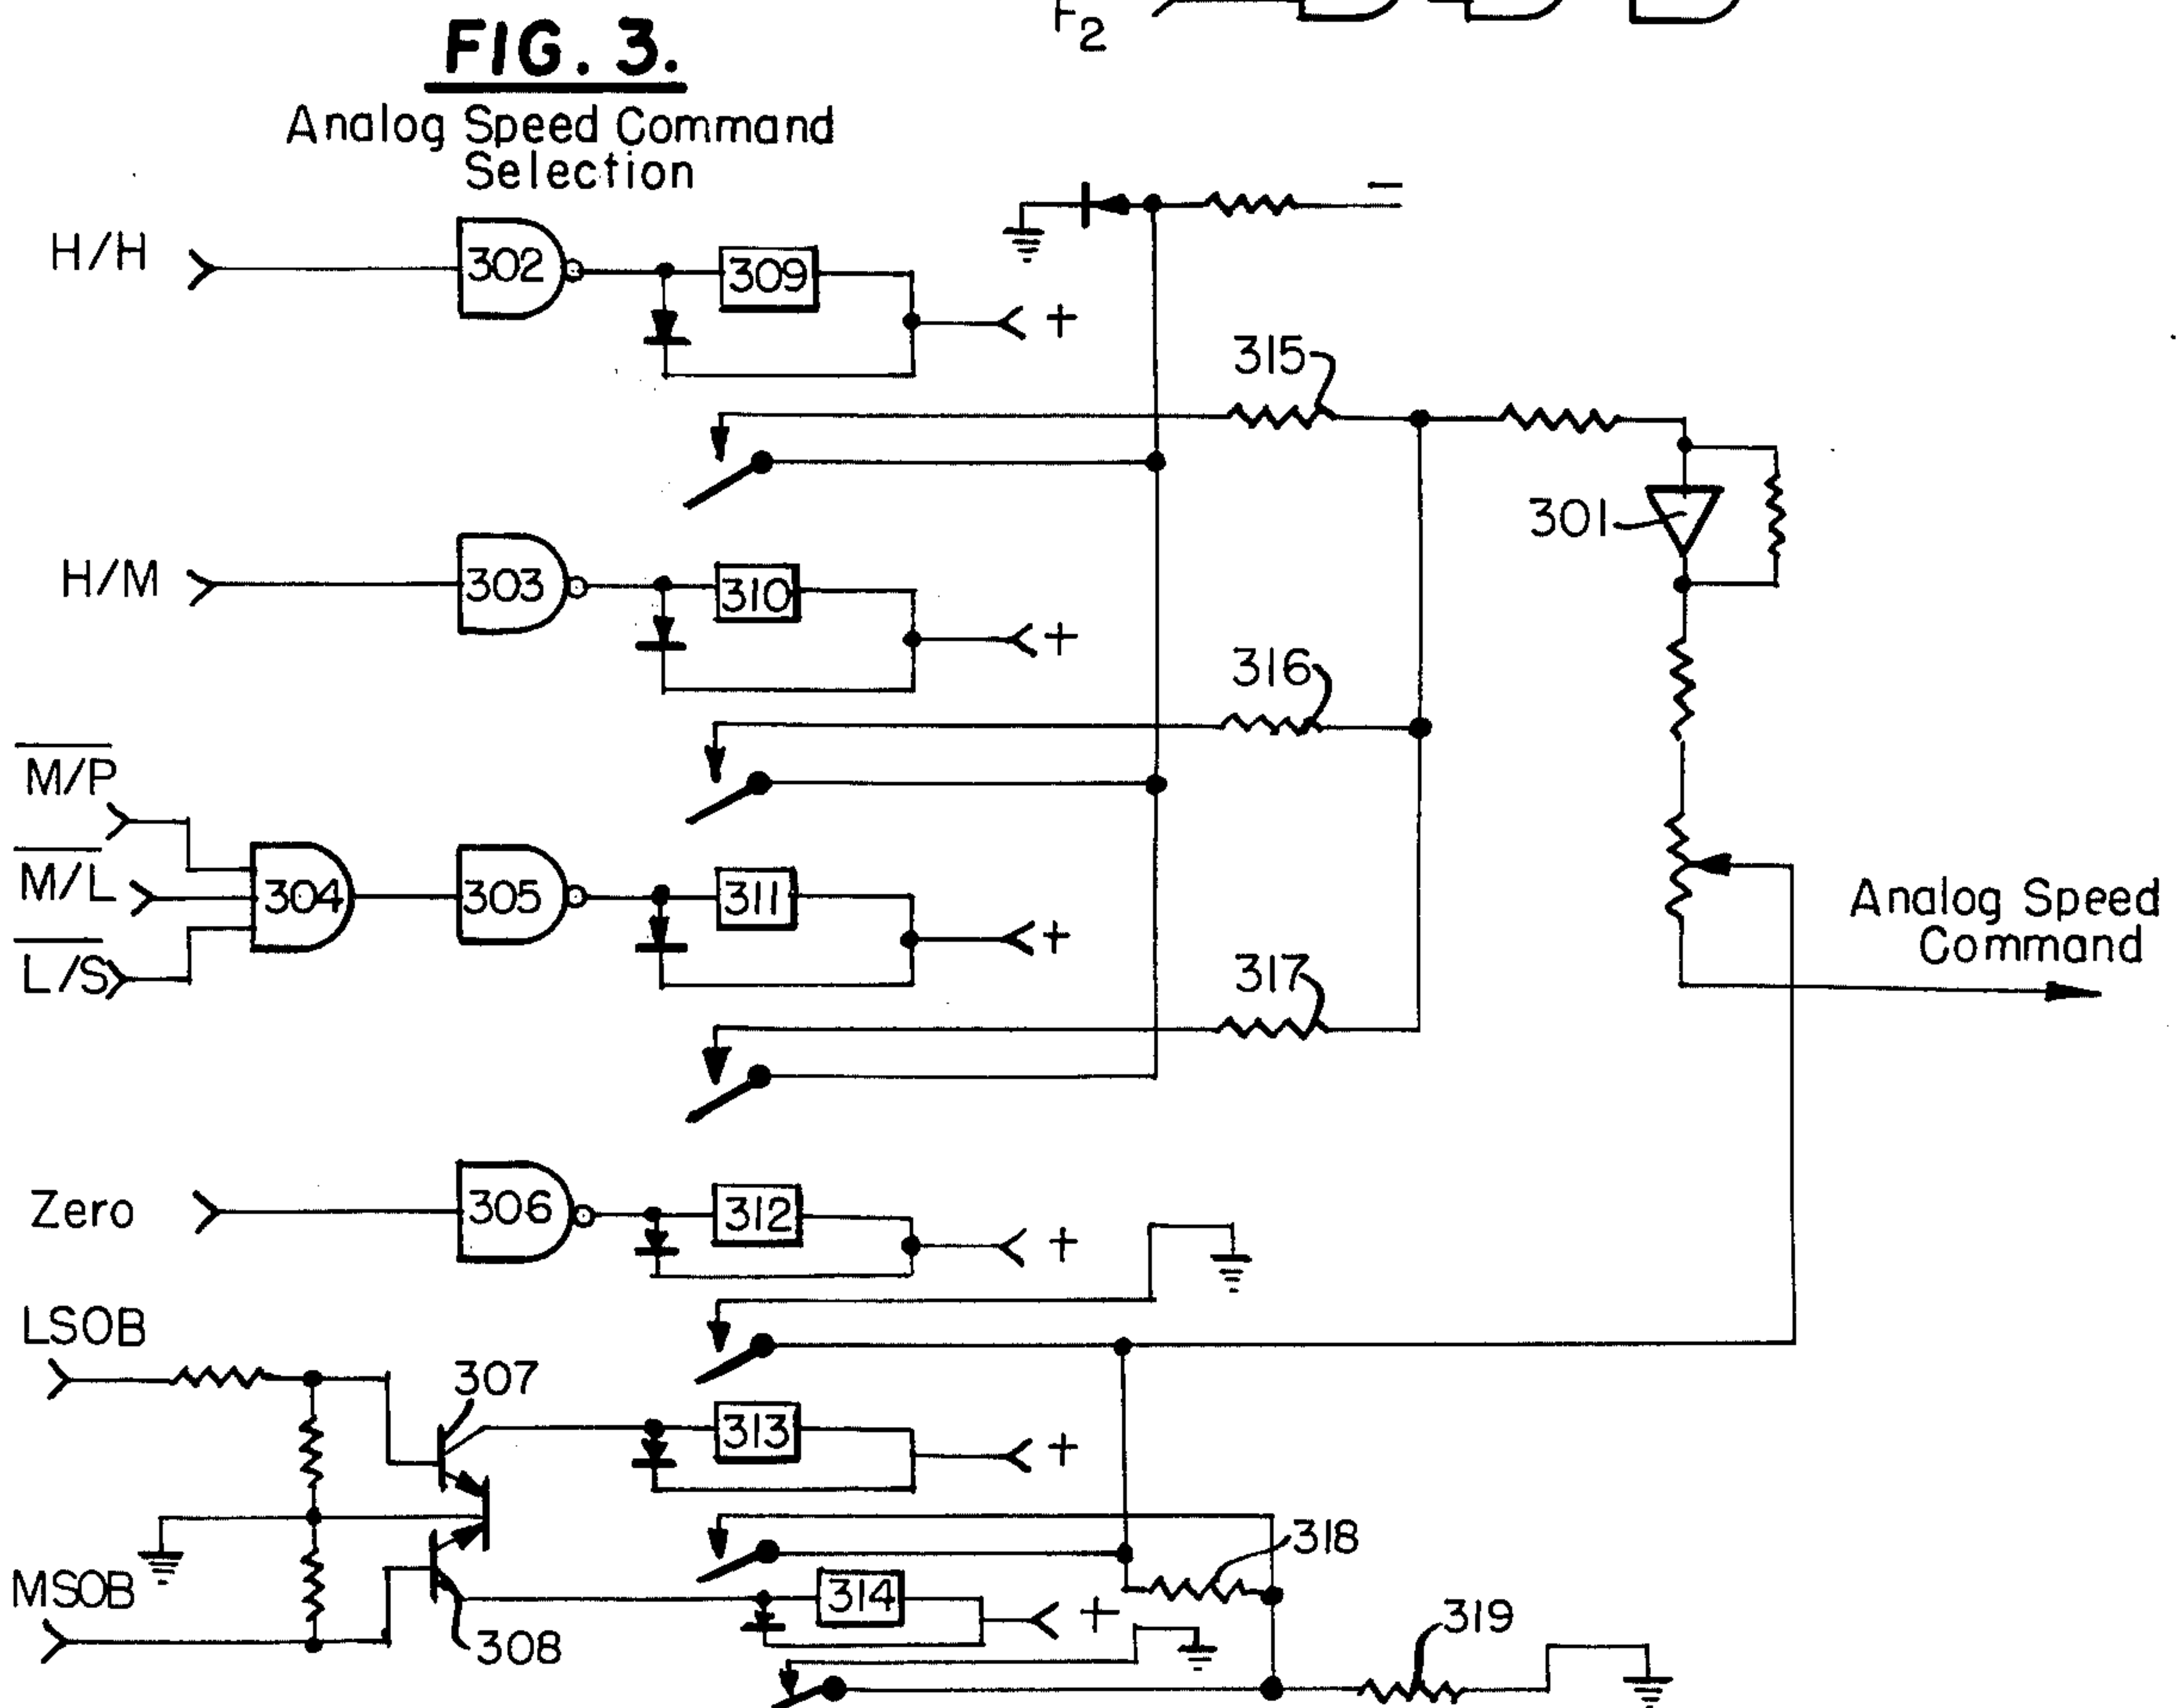 F2
FIG. 3.
Analog Speed Command
Selection
H/H
302
309
+
−
315
301
H/M
303
310
+
316
M/P
M/L
L/S
304
305
311
+
317
Analog Speed
Command
Zero
306
312
+
LSOB
307
313
+
318
MSOB
308
314
+
319